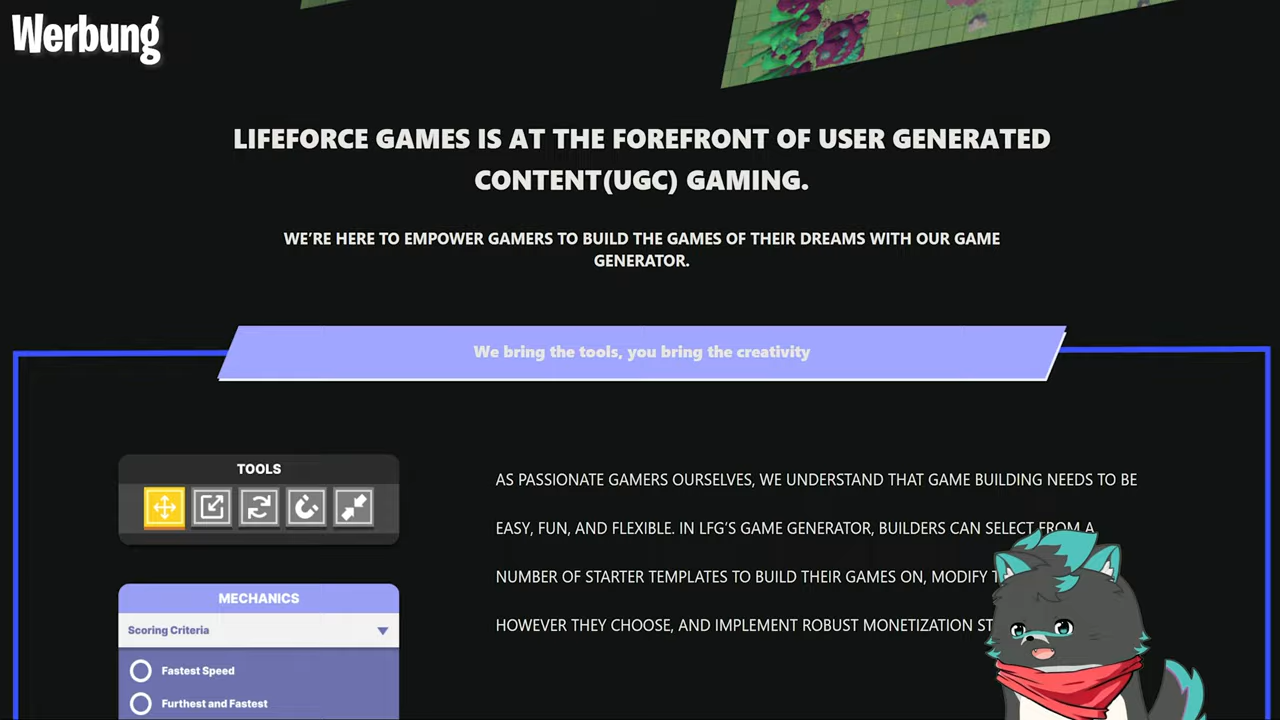 Werbung
LIFEFORCE GAMES IS AT THE FOREFRONT OF USER GENERATED
CONTENT(UGC) GAMING.
WE'RE HERE TO EMPOWER GAMERS TO BUILD THE GAMES OF THEIR DREAMS WITH OUR GAME
GENERATOR.
We bring the tools, you bring the creativity
TOOLS
MECHANICS
Scoring Criteria
Fastest Speed
Furthest and Fastest
AS PASSIONATE GAMERS OURSELVES, WE UNDERSTAND THAT GAME BUILDING NEEDS TO BE
EASY, FUN, AND FLEXIBLE. IN LFG'S GAME GENERATOR, BUILDERS CAN SELECT FROM A
NUMBER OF STARTER TEMPLATES TO BUILD THEIR GAMES ON, MODIFY
HOWEVER THEY CHOOSE, AND IMPLEMENT ROBUST MONETIZATION